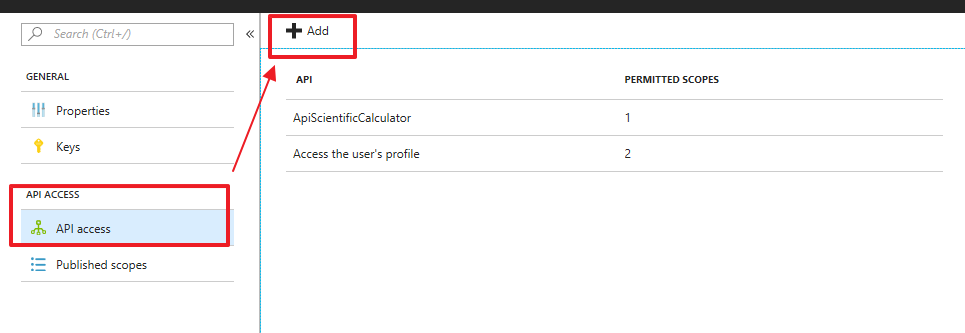 Search (Ctrl+/)
«
Add
GENERAL
Properties
Keys
API ACCESS
API access
Published scopes
API PERMITTED SCOPES
ApiScientificCalculator 1
Access the user's profile 2